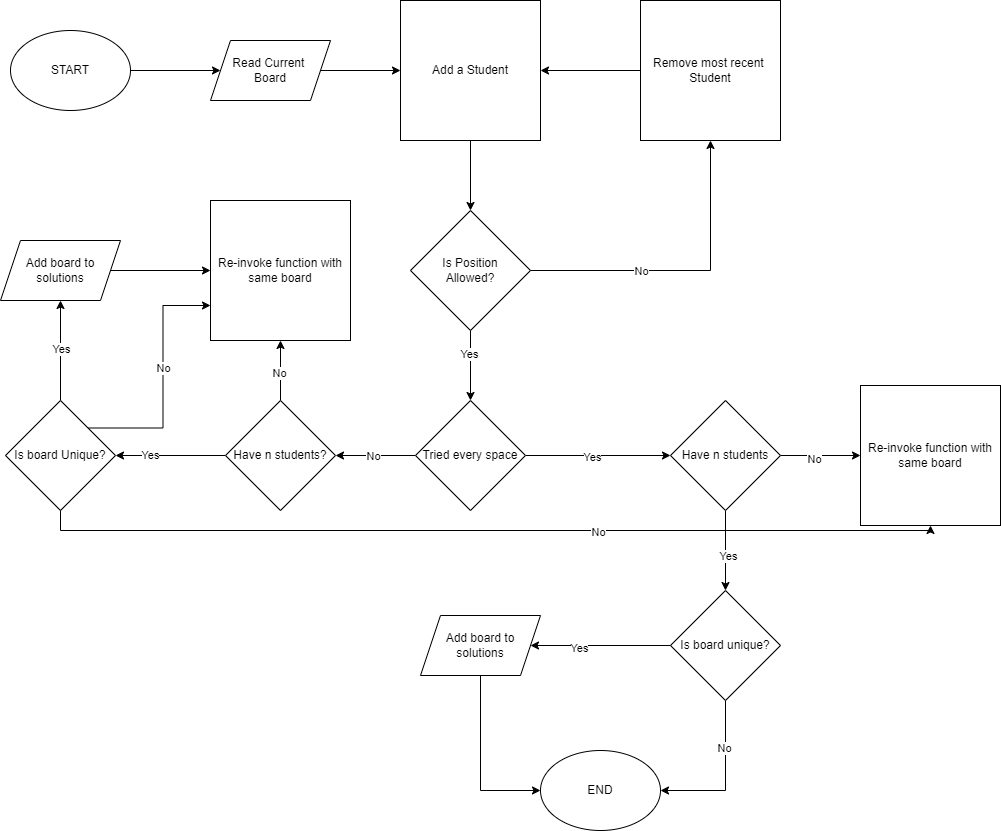 START
Read Current
Board
Add a Student
Remove most recent
Student
Add board to
solutions
Re-invoke function with
same board
Is Position
Allowed?
No
Yes
Yes
No
No
Is board Unique?
Yes
Have n students?
No
Tried every space
Yes
Have n students
No
Re-invoke function with
same board
No
Yes
Add board to
solutions
Yes
Is board unique?
No
END